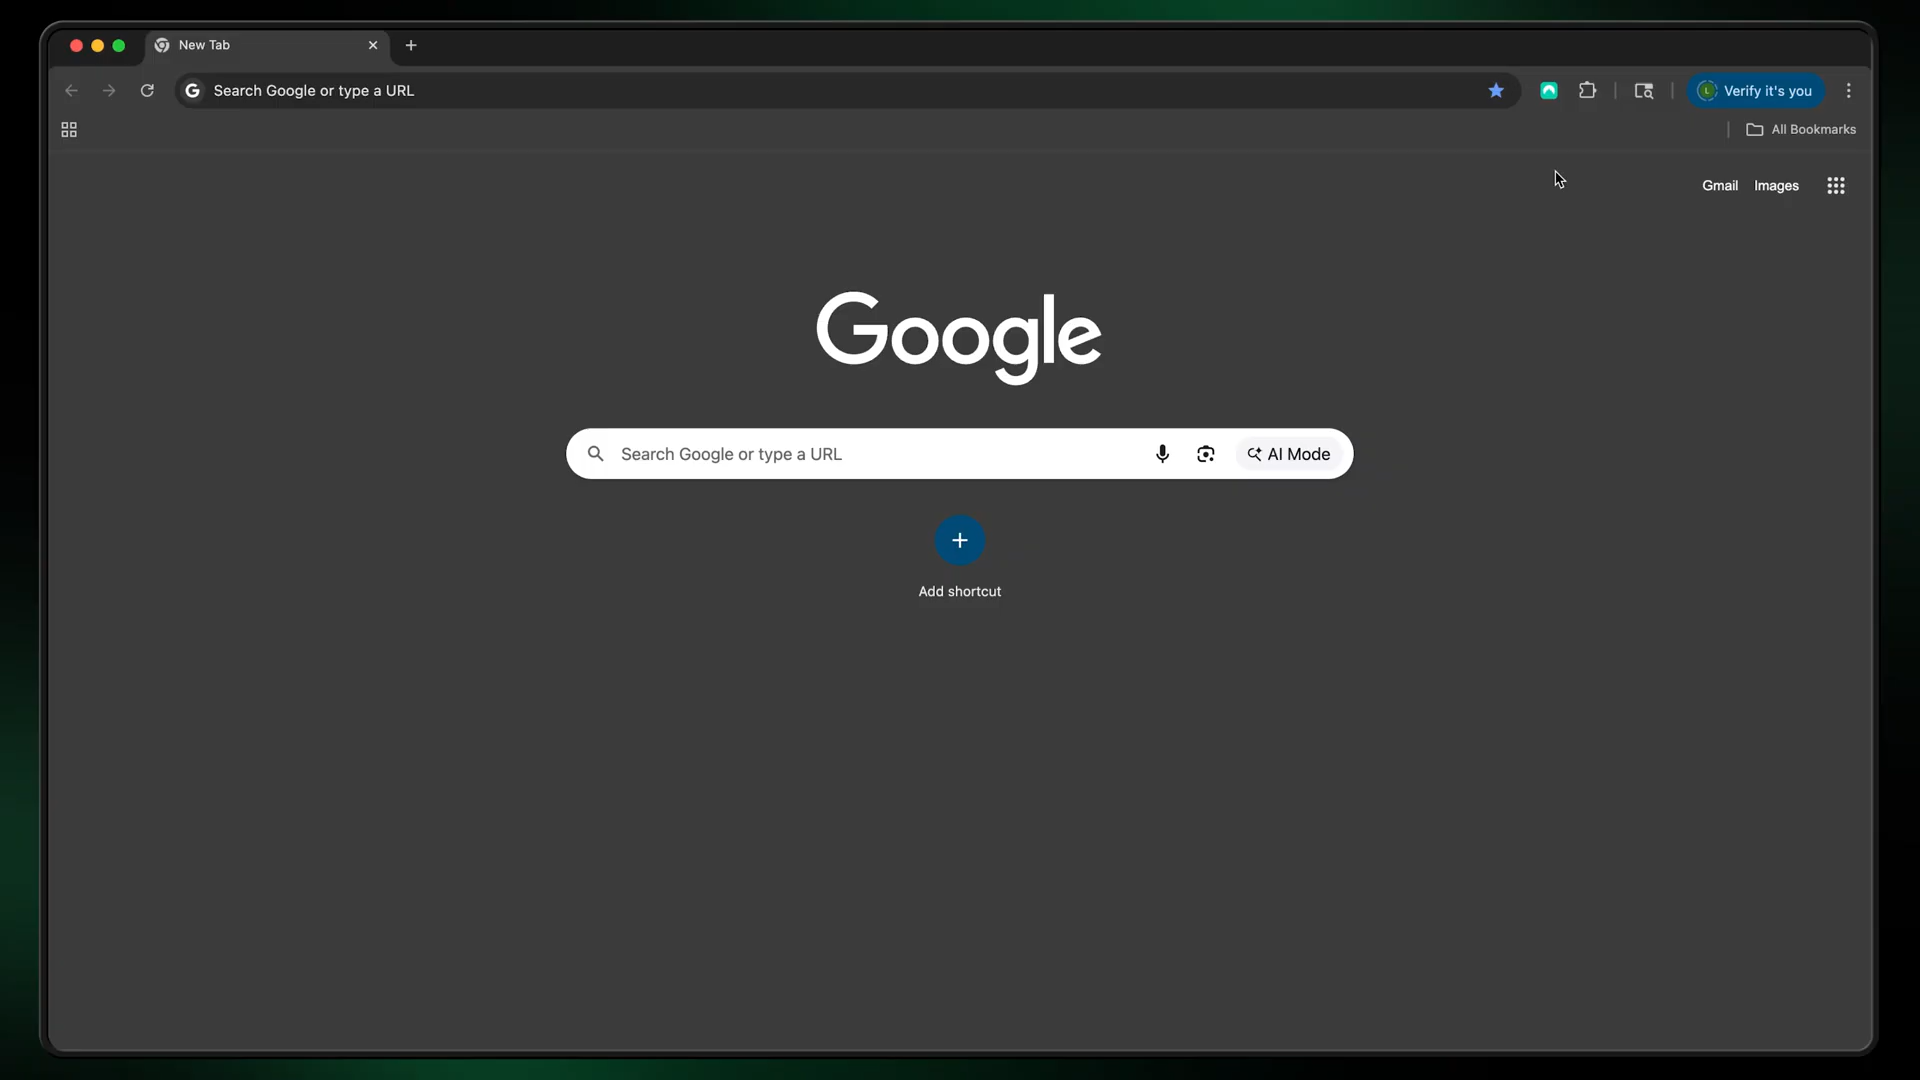 New Tab
Search Google or type a URL
Verify it's you
All Bookmarks
Gmail Images
Google
Search Google or type a URL
AI Mode
Add shortcut